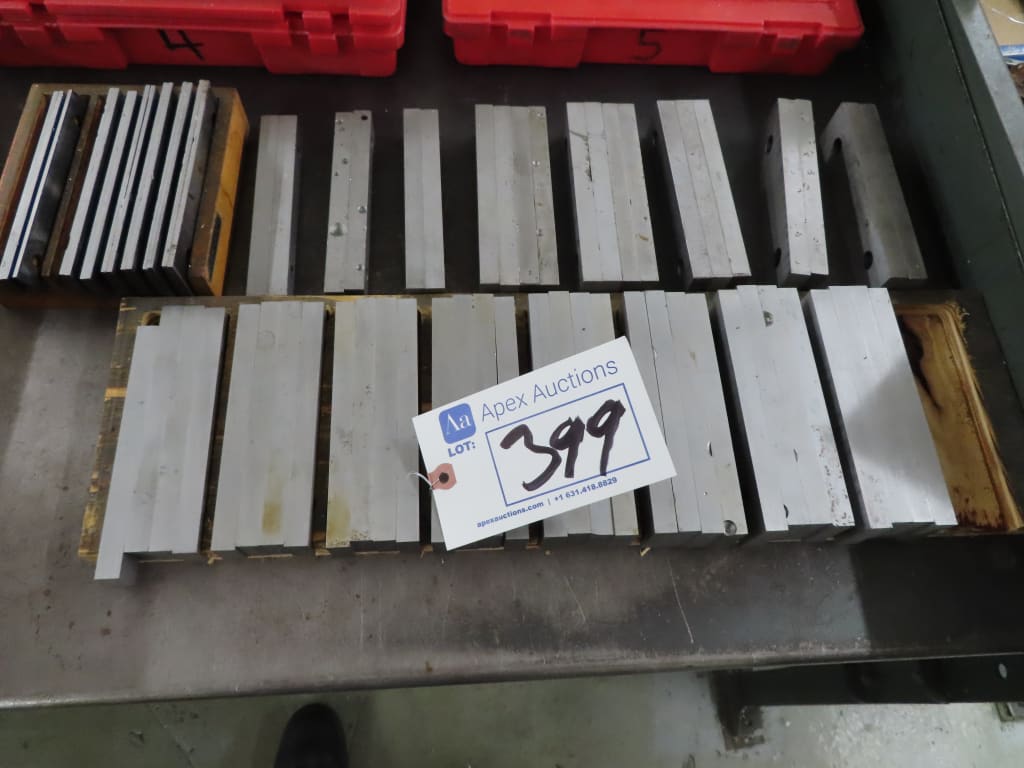 4
5
Aa Apex Auctions
LOT:
399
apexauctions.com | +1 631.418.8829